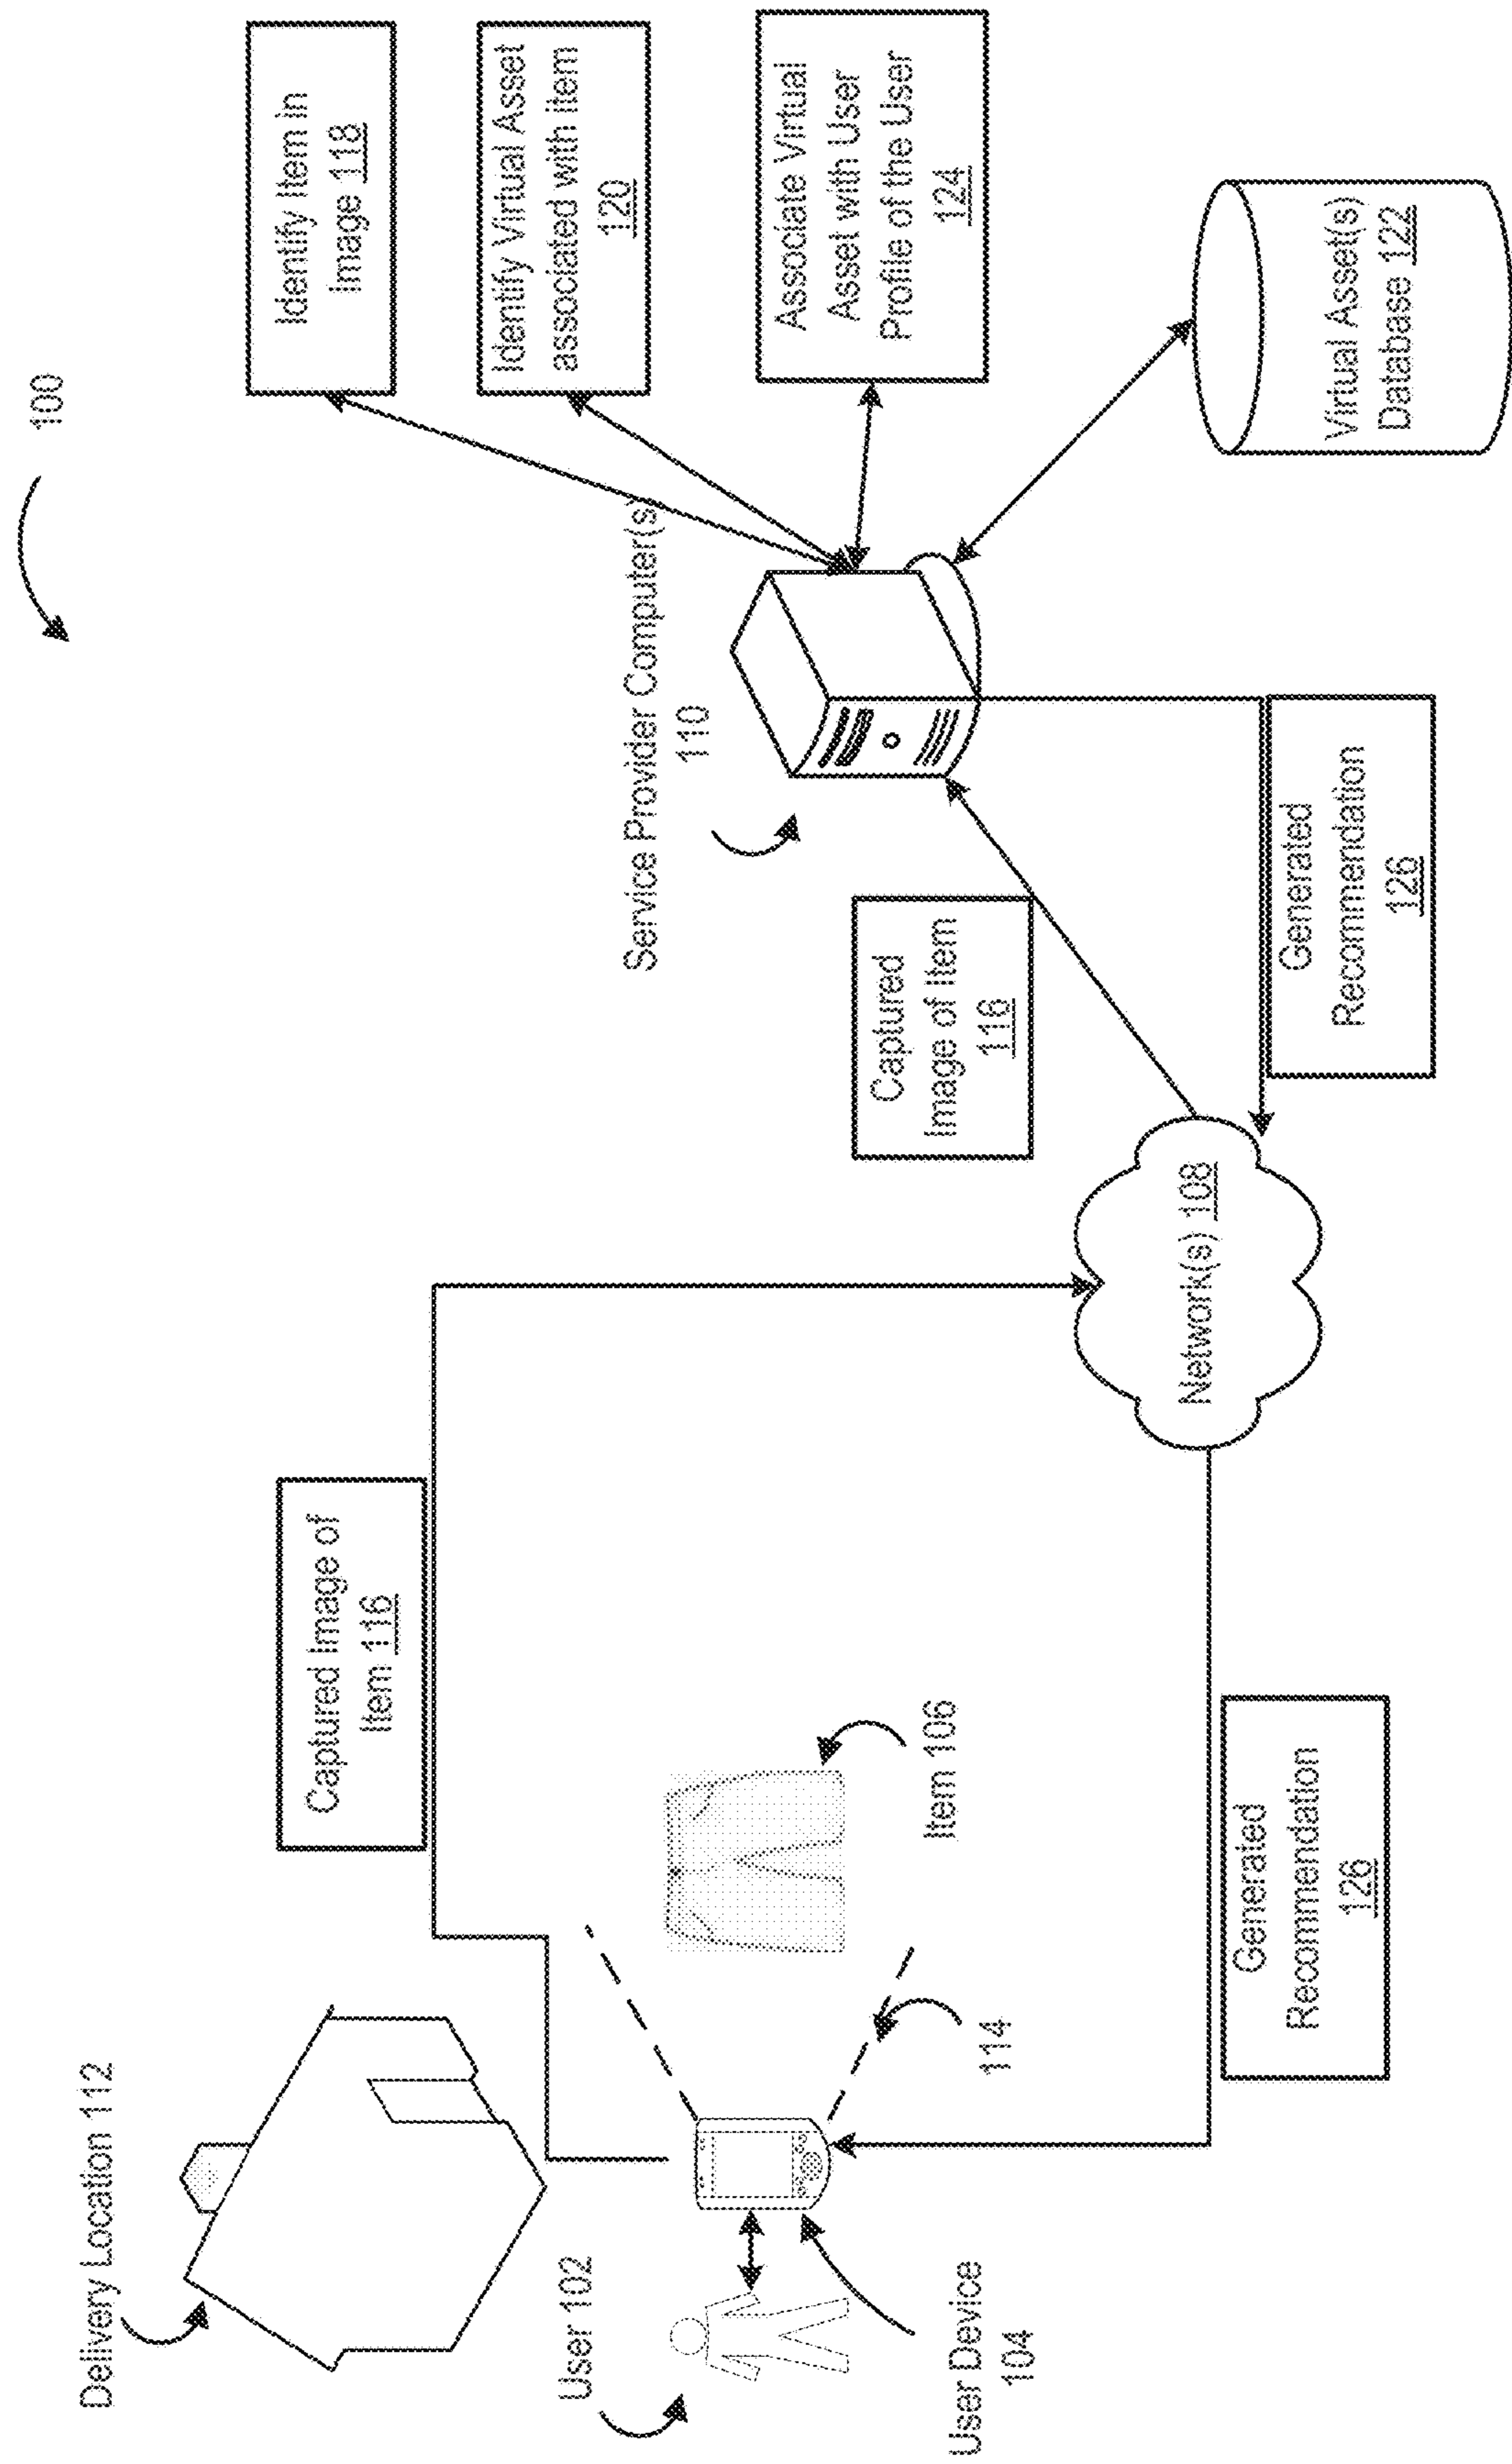 100
Delivery Location 112
Captured Image of
Item 116
Identify Item in
Image 118
Identify Virtual Asset
associated with item
120
Associate Virtual
Asset with User
Profile of the User
124
Service Provider Computer(s)
110
User 102
User Device
104
114
Item 106
Captured
Image of Item
116
Network(s) 108
Generated
Recommendation
126
Generated
Recommendation
126
Virtual Asset(s)
Database 122